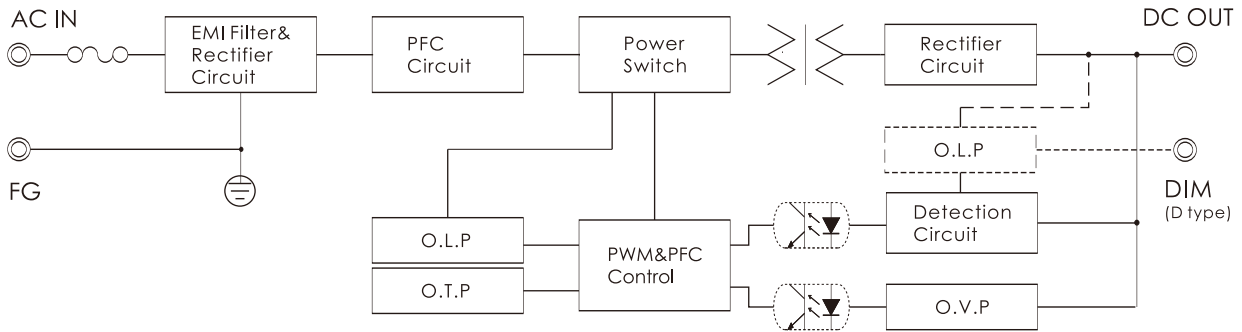 AC IN
EMI Filter&
Rectifier
Circuit
PFC
Circuit
Power
Switch
Rectifier
Circuit
DC OUT
FG
O.L.P
DIM
(D type)
O.L.P
O.T.P
PWM&PFC
Control
Detection
Circuit
O.V.P